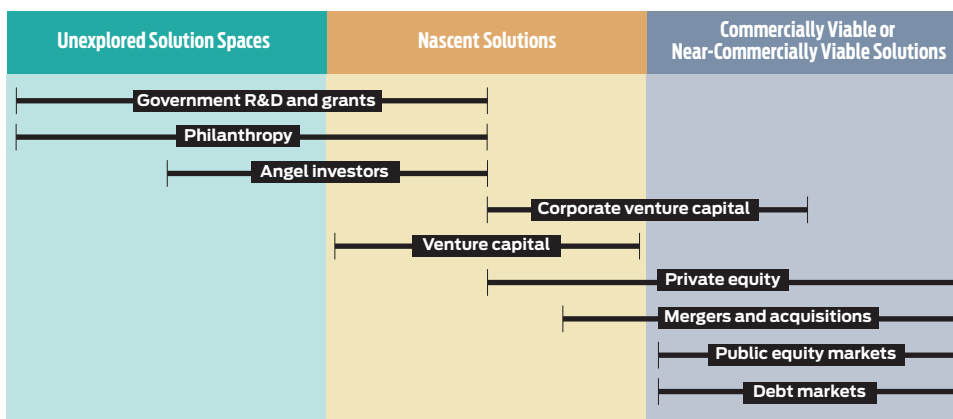 Unexplored Solution Spaces
Nascent Solutions
Commercially Viable or
Near-Commercially Viable Solutions
Government R&D and grants
Philanthropy
Angel investors
Corporate venture capital
Venture capital
Private equity
Mergers and acquisitions
Public equity markets
Debt markets